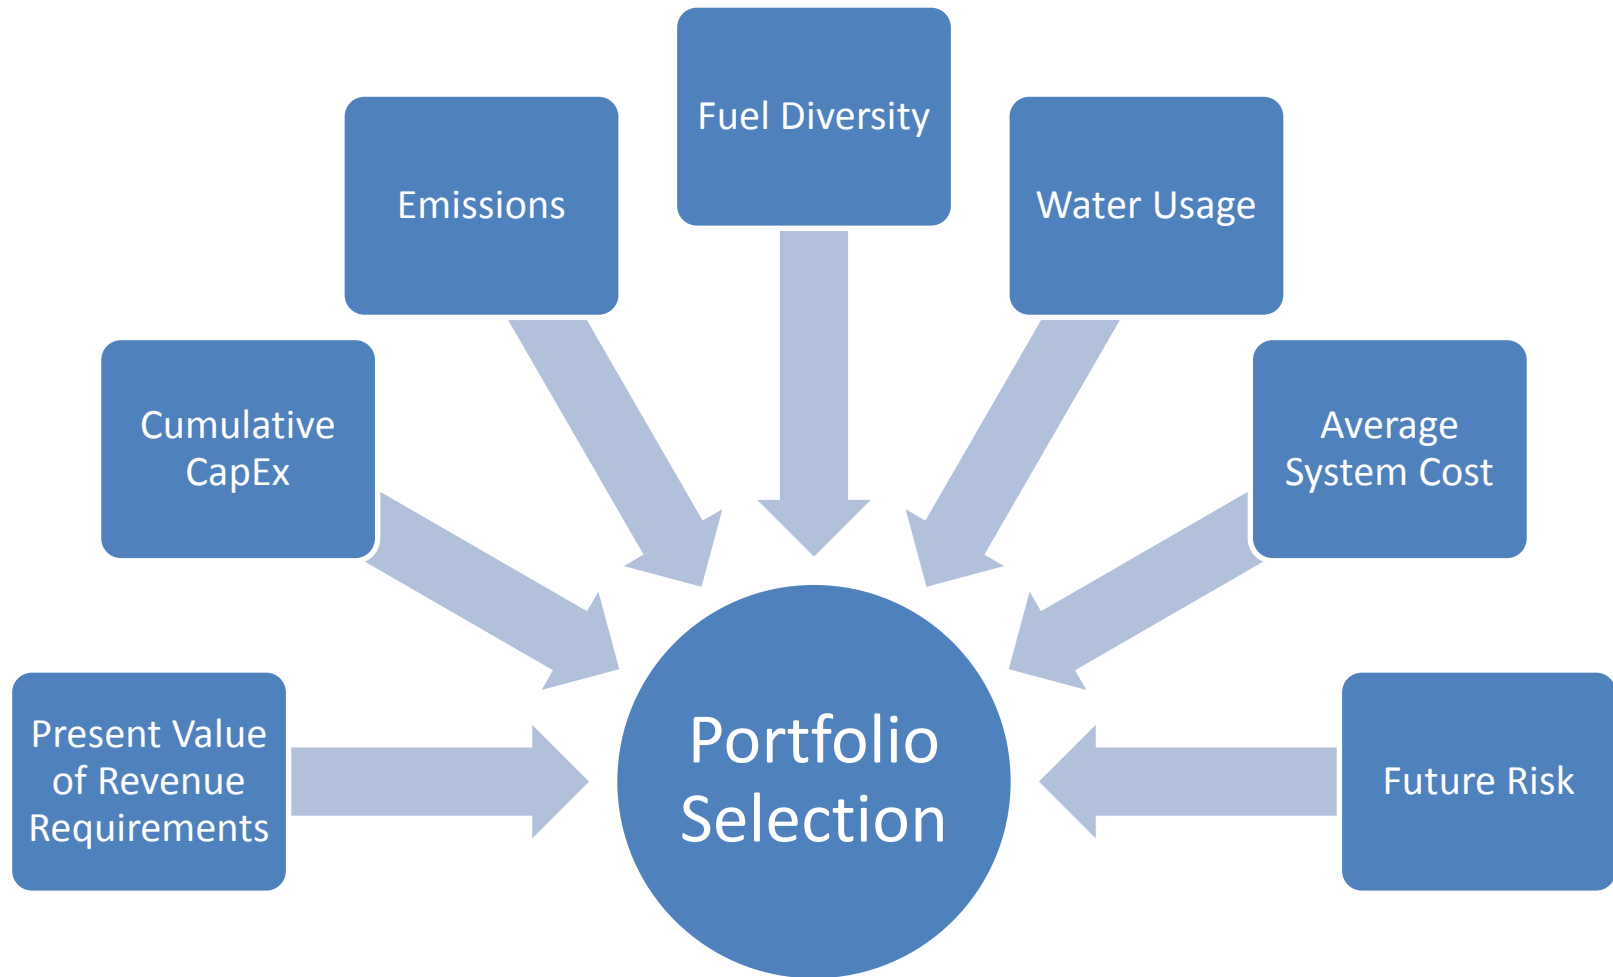 Fuel Diversity
Emissions
Water Usage
Cumulative
CapEx
Average
System Cost
Present Value
of Revenue
Requirements
Portfolio
Selection
Future Risk